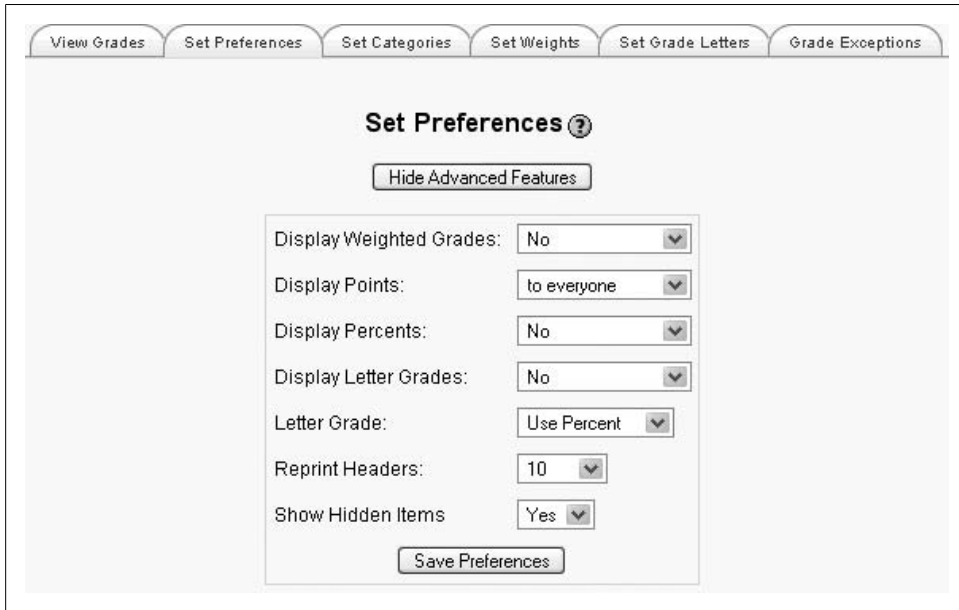 View Grades Set Preferences Set Categories Set Weights Set Grade Letters Grade Exceptions
Set Preferences ?
Hide Advanced Features
Display Weighted Grades: No
Display Points: to everyone
Display Percents: No
Display Letter Grades: No
Letter Grade: Use Percent
Reprint Headers: 10
Show Hidden Items Yes
Save Preferences